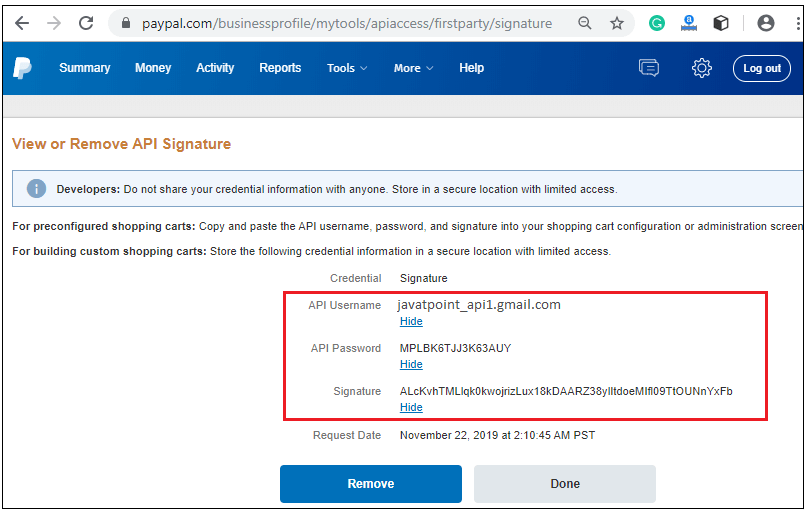 paypal.com/businessprofile/mytools/apiaccess/firstparty/signature
Summary Money Activity Reports Tools More Help Log out
View or Remove API Signature
Developers: Do not share your credential information with anyone. Store in a secure location with limited access.
For preconfigured shopping carts: Copy and paste the API username, password, and signature into your shopping cart configuration or administration screen
For building custom shopping carts: Store the following credential information in a secure location with limited access.
Credential Signature
API Username javatpoint_api1.gmail.com
Hide
API Password MPLBK6TJJ3K63AUY
Hide
Signature
Hide
Request Date November 22, 2019 at 2:10:45 AM PST
Remove Done